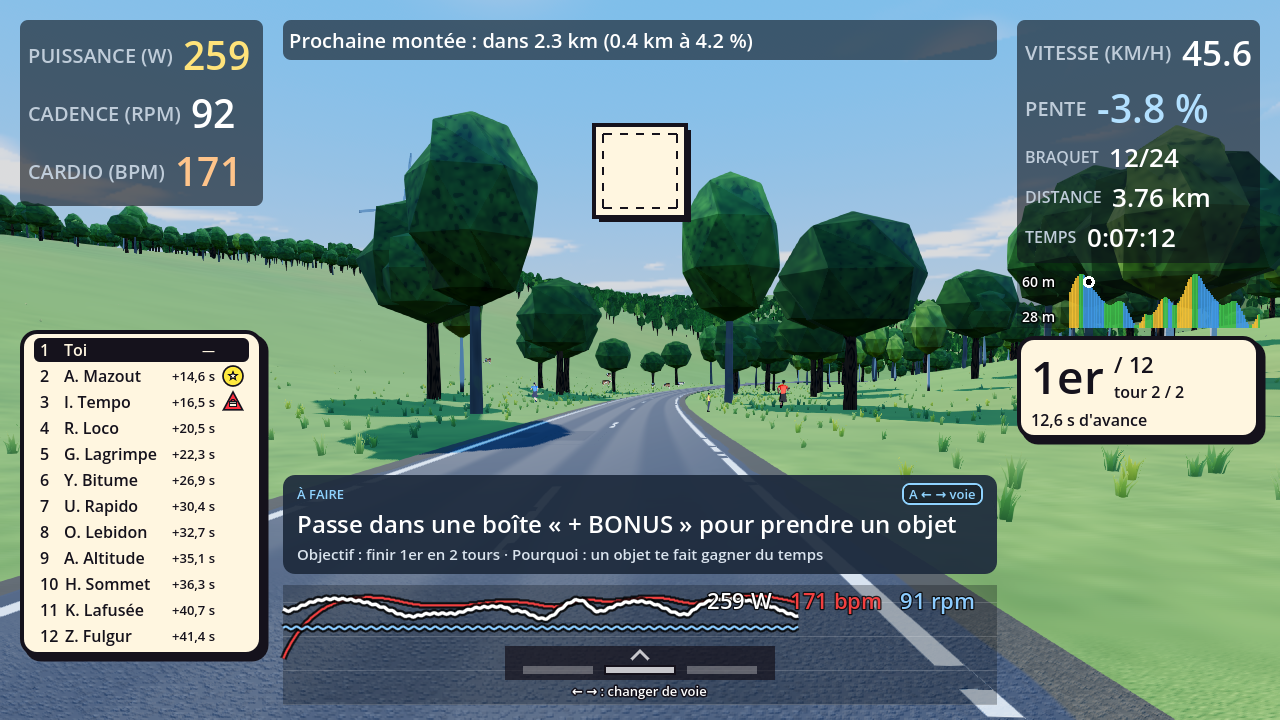 PUISSANCE (W) 259
CADENCE (RPM) 92
CARDIO (BPM) 171
Prochaine montée : dans 2.3 km (0.4 km à 4.2 %)
VITESSE (KM/H) 45.6
PENTE -3.8 %
BRAQUET 12/24
DISTANCE 3.76 km
TEMPS 0:07:12
60 m
28 m
1er / 12
tour 2 / 2
12,6 s d'avance
1 Toi —
2 A. Mazout +14,6 s
3 I. Tempo +16,5 s
4 R. Loco +20,5 s
5 G. Lagrimpe +22,3 s
6 Y. Bitume +26,9 s
7 U. Rapido +30,4 s
8 O. Lebidon +32,7 s
9 A. Altitude +35,1 s
10 H. Sommet +36,3 s
11 K. Lafusée +40,7 s
12 Z. Fulgur +41,4 s
À FAIRE
A ← → voie
Passe dans une boîte « + BONUS » pour prendre un objet
Objectif : finir 1er en 2 tours · Pourquoi : un objet te fait gagner du temps
259 W 171 bpm 91 rpm
← → : changer de voie